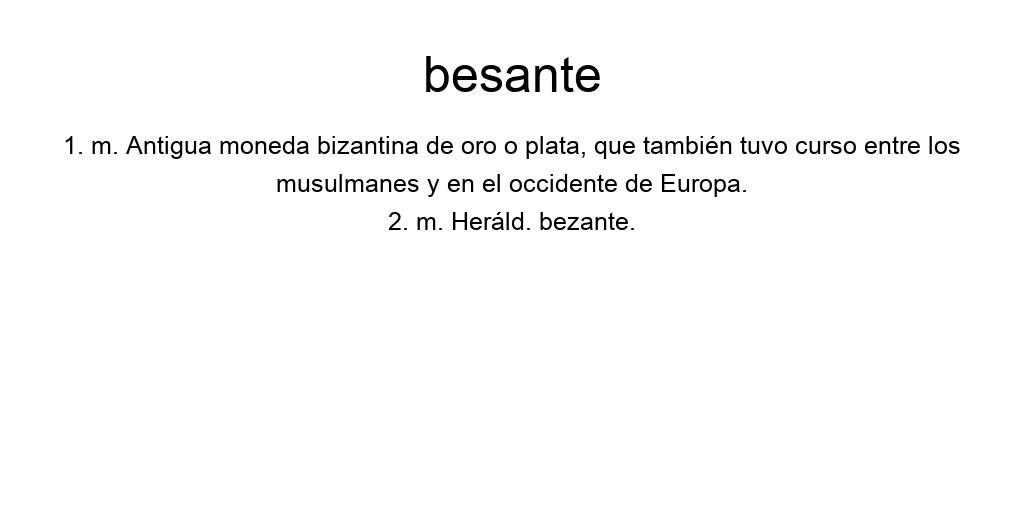 besante
1. m. Antigua moneda bizantina de oro o plata, que también tuvo curso entre los
musulmanes y en el occidente de Europa.
2. m. Heráld. bezante.